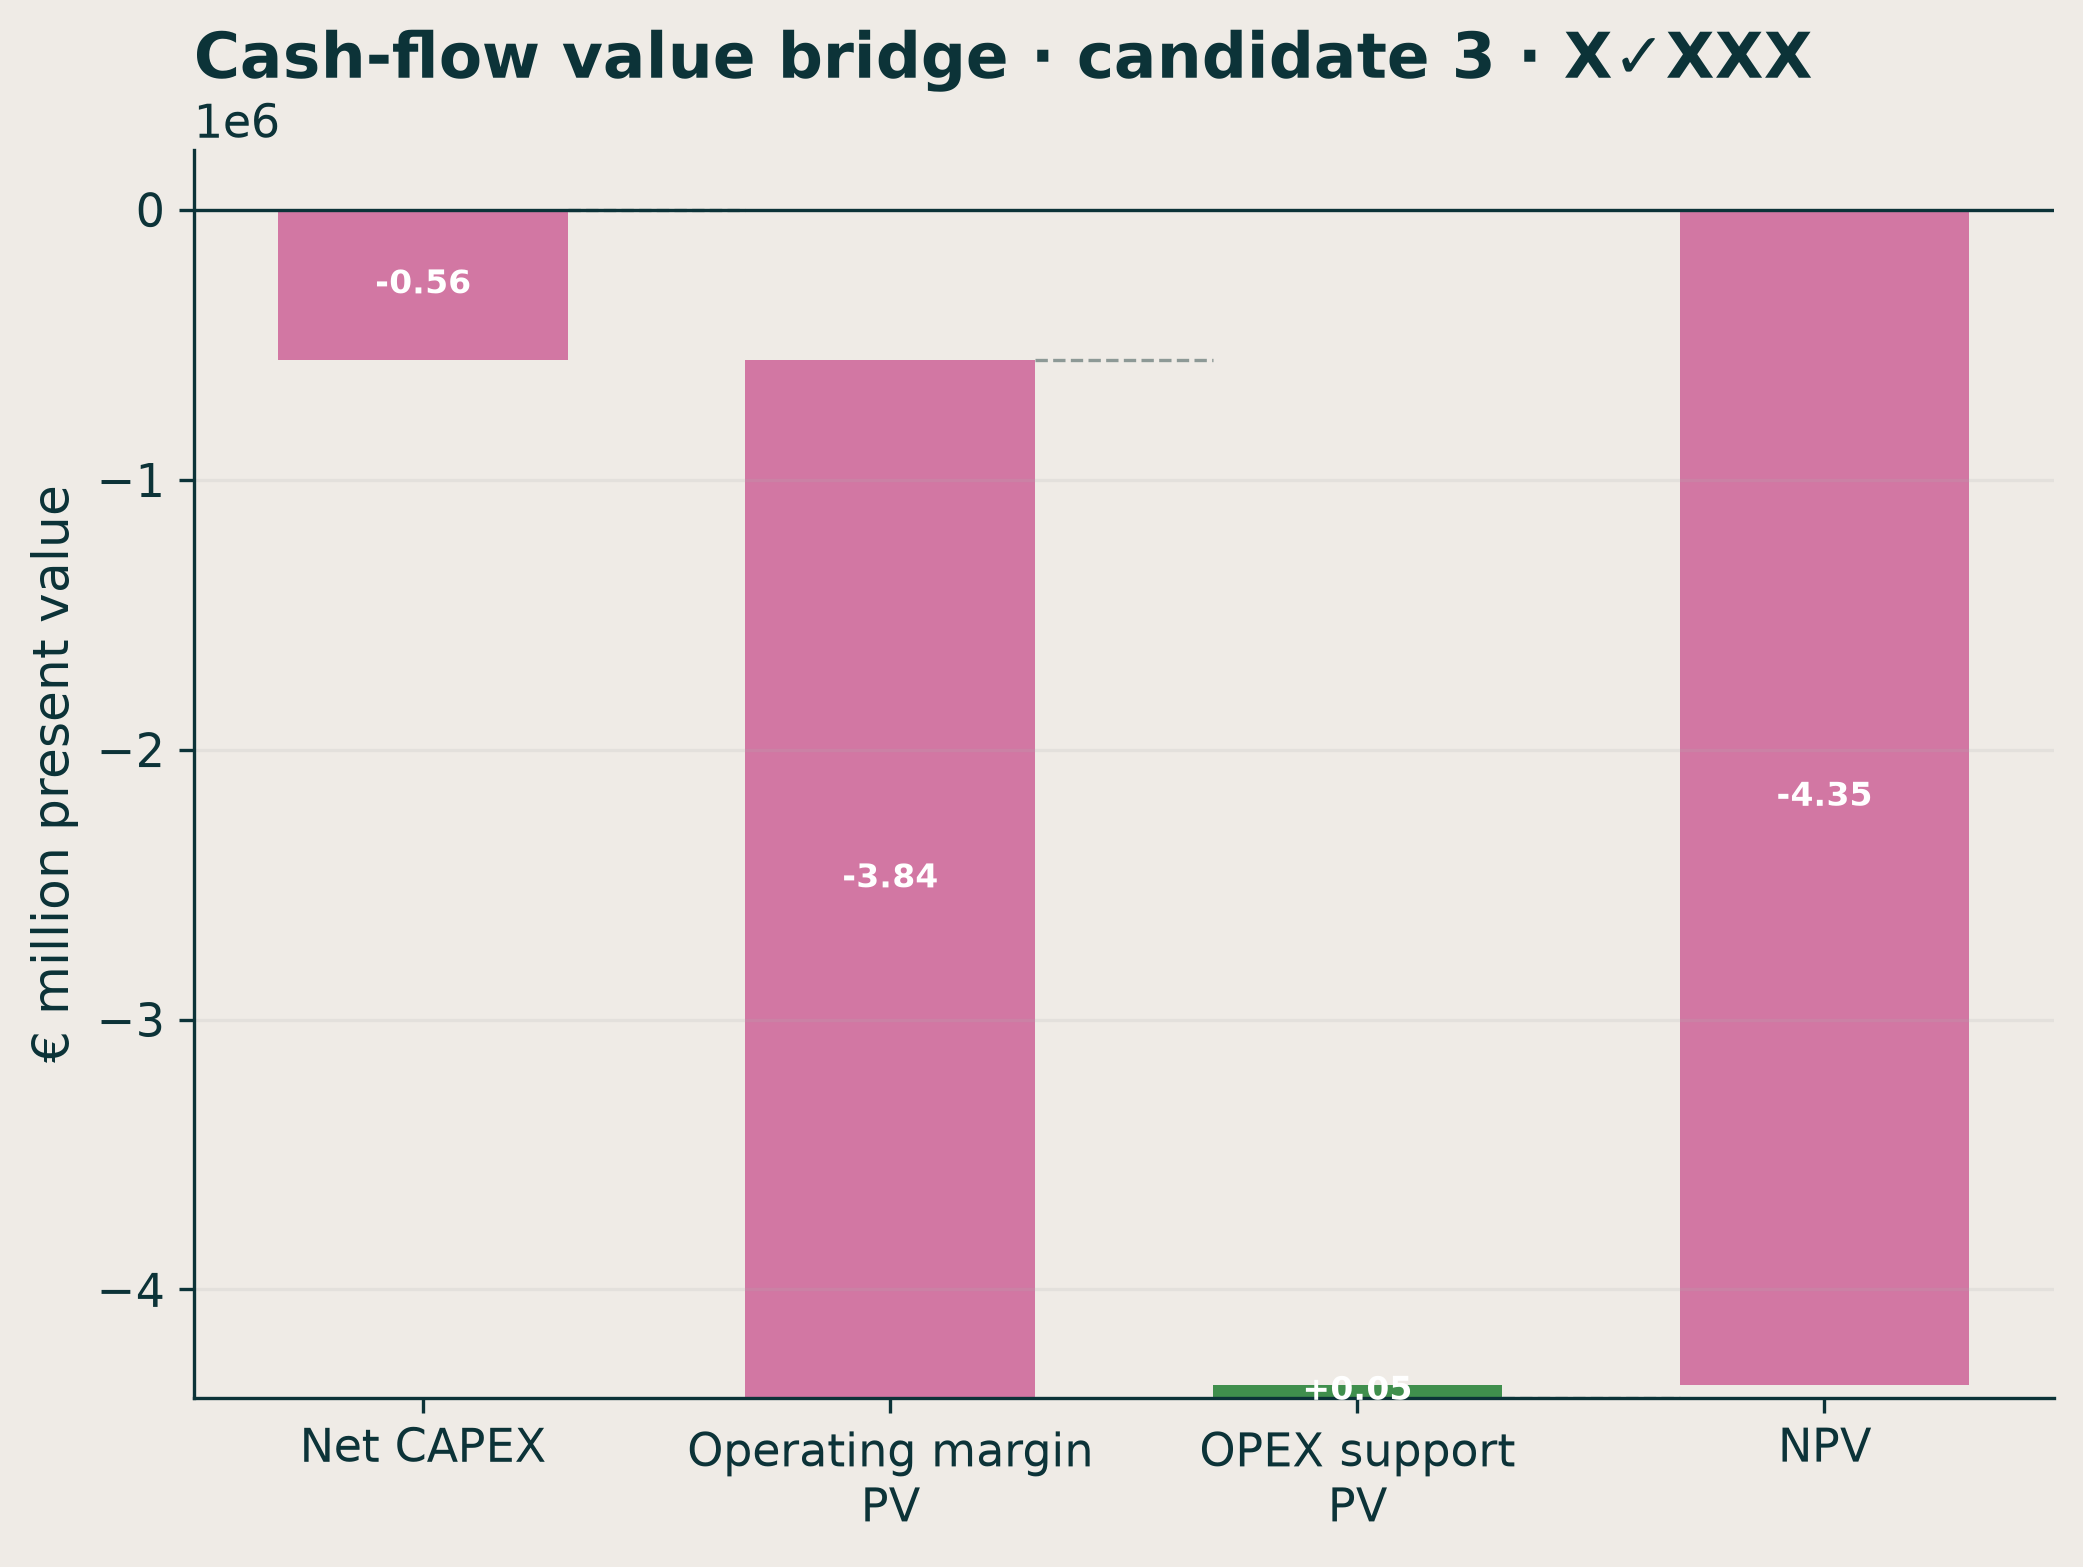 Cash-flow value bridge · candidate 3 · X✓XXX
1e6
€ million present value
0
−1
−2
−3
−4
-0.56
-3.84
+0.05
-4.35
Net CAPEX
Operating margin
PV
OPEX support
PV
NPV